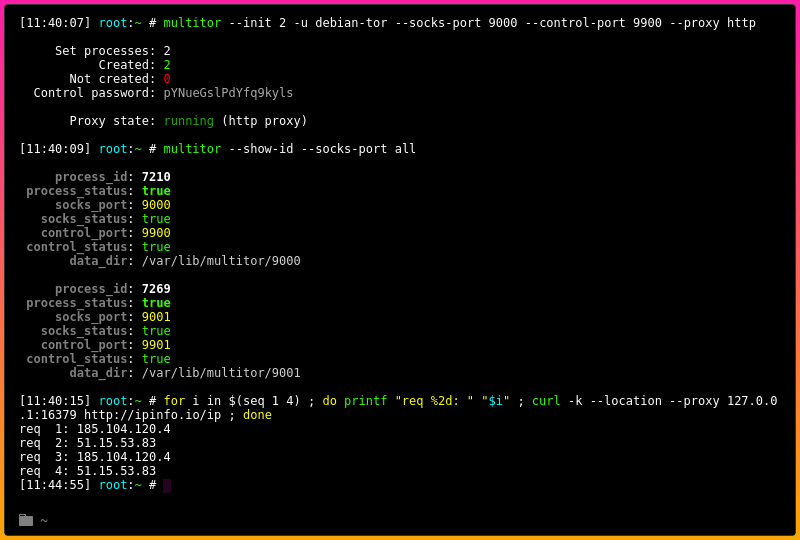 [11:40:07] root:~ # multitor --init 2 -u debian-tor --socks-port 9000 --control-port 9900 --proxy http
Set processes: 2
Created: 2
Not created: 0
Control password: pYNueGslPdYfq9kyls
Proxy state: running (http proxy)
[11:40:09] root:~ # multitor --show-id --socks-port all
process_id: 7210
process_status: true
socks_port: 9000
socks_status: true
control_port: 9900
control_status: true
data_dir: /var/lib/multitor/9000
process_id: 7269
process_status: true
socks_port: 9001
socks_status: true
control_port: 9901
control_status: true
data_dir: /var/lib/multitor/9001
[11:40:15] root:~ # for i in $(seq 1 4) ; do printf "req %2d: " "$i" ; curl -k --location --proxy 127.0.0
.1:16379 http://ipinfo.io/ip ; done
req  1: 185.104.120.4
req  2: 51.15.53.83
req  3: 185.104.120.4
req  4: 51.15.53.83
[11:44:55] root:~ #
~